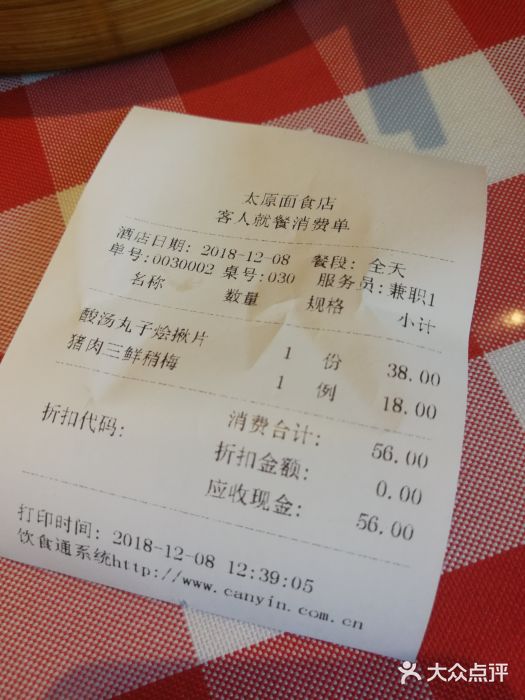 太原面食店
客人就餐消费单
酒店日期: 2018-12-08 餐段: 全天
单号:0030002 桌号:030 服务员:兼职1
名称 数量 规格 小计
酸汤丸子烩揪片 1 份 38.00
猪肉三鲜稍梅 1 例 18.00
折扣代码: 消费合计: 56.00
折扣金额: 0.00
应收现金: 56.00
打印时间: 2018-12-08 12:39:05
饮食通系统http://www.canyin.com.cn
大众点评